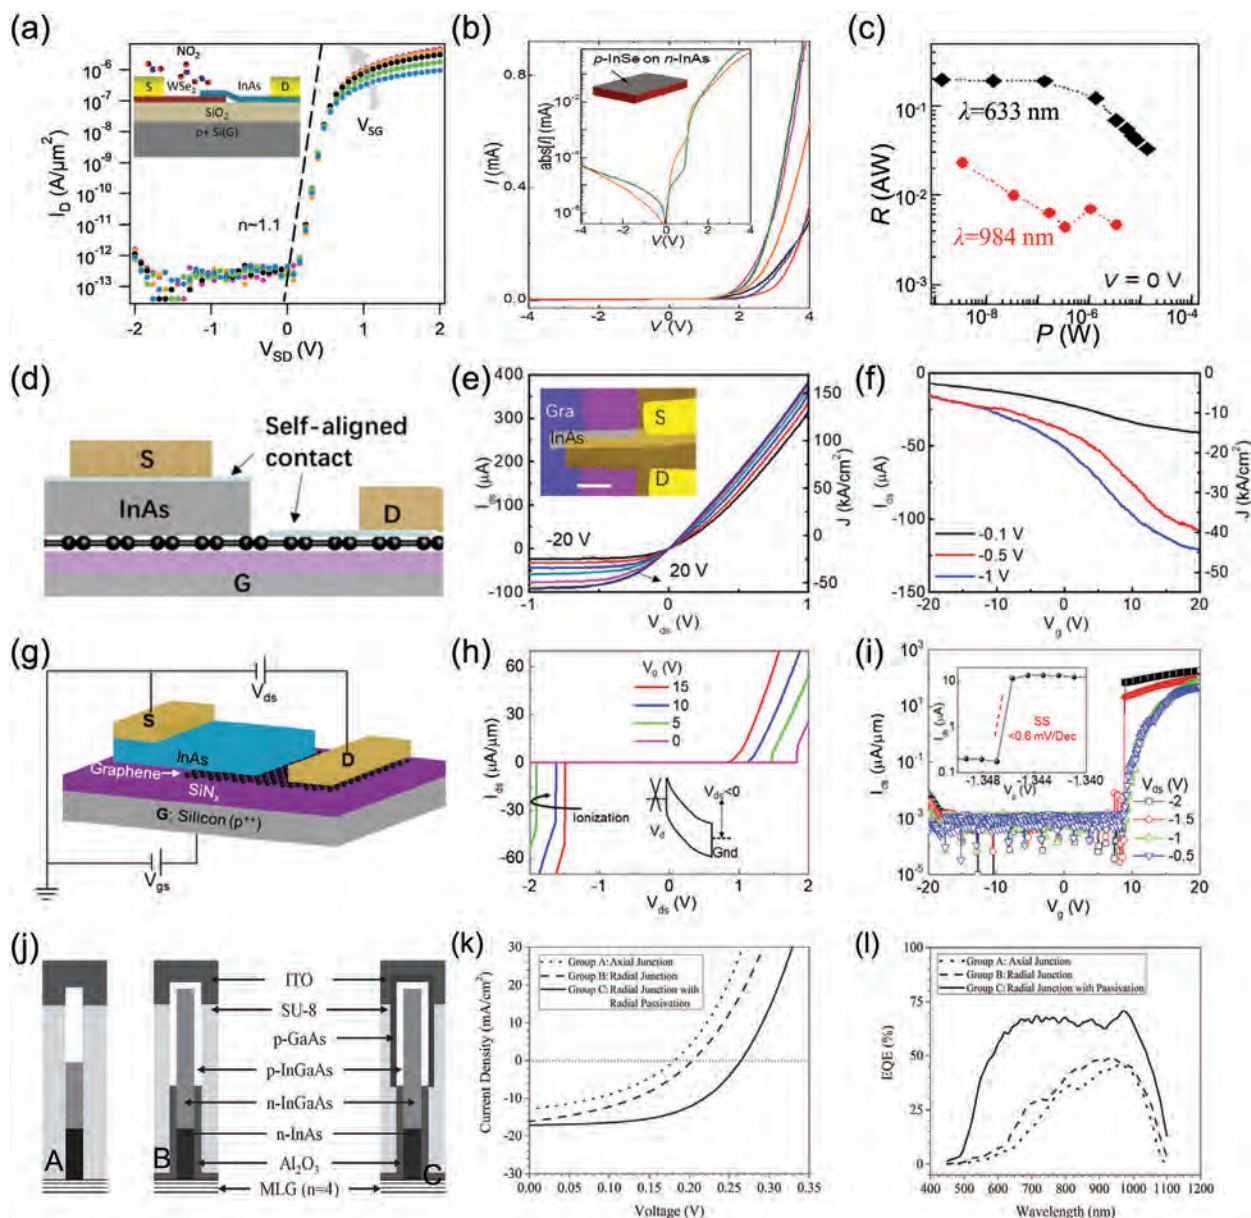 (a)
NO2
S
WSe2
InAs
D
SiO2
p+ Si(G)
n~1.1
VSG
ID (A/μm²)
10⁻⁶
10⁻⁷
10⁻⁸
10⁻⁹
10⁻¹⁰
10⁻¹¹
10⁻¹²
10⁻¹³
-2 -1 0 1 2
VSD (V)
(b)
p-InSe on n-InAs
abs[I] (mA)
-4 -2 0 2 4
V(V)
I (mA)
0.8
0.4
0.0
-4 -2 0 2 4
V (V)
(c)
R (AW)
10⁻¹
10⁻²
10⁻³
λ=633 nm
λ=984 nm
V = 0 V
10⁻⁸ 10⁻⁶ 10⁻⁴
P (W)
(d)
Self-aligned
contact
S
InAs
D
G
(e)
Gra
InAs
S
D
Ids (μA)
400
300
200
100
0
-100
-20 V
20 V
J (kA/cm²)
150
100
50
0
-50
-1 0 1
Vds (V)
(f)
Ids (μA)
0
-50
-100
-150
-0.1 V
-0.5 V
-1 V
J (kA/cm²)
0
-10
-20
-30
-40
-50
-20 -10 0 10 20
Vg (V)
(g)
Vds
S
InAs
D
Graphene
SiNx
G: Silicon (p⁺⁺)
Vgs
(h)
Vg (V)
15
10
5
0
Ids (μA/μm)
60
30
0
-30
-60
Ionization
Vds<0
Vd
Gnd
-2 -1 0 1 2
Vds (V)
(i)
Ids (μA/μm)
10³
10¹
10⁻¹
10⁻³
10⁻⁵
Ids (μA)
10
1
0.1
SS
<0.6 mV/Dec
-1.348 -1.344 -1.340
Vg (V)
Vds (V)
-2
-1.5
-1
-0.5
-20 -10 0 10 20
Vg (V)
(j)
ITO
SU-8
p-GaAs
p-InGaAs
n-InGaAs
n-InAs
Al2O3
MLG (n=4)
A
B
C
(k)
Group A: Axial Junction
Group B: Radial Junction
Group C: Radial Junction with
Radial Passivation
Current Density (mA/cm²)
30
20
10
0
-10
-20
-30
0.00 0.05 0.10 0.15 0.20 0.25 0.30 0.35
Voltage (V)
(l)
Group A: Axial Junction
Group B: Radial Junction
Group C: Radial Junction with Passivation
EQE (%)
100
75
50
25
0
400 500 600 700 800 900 1000 1100 1200
Wavelength (nm)